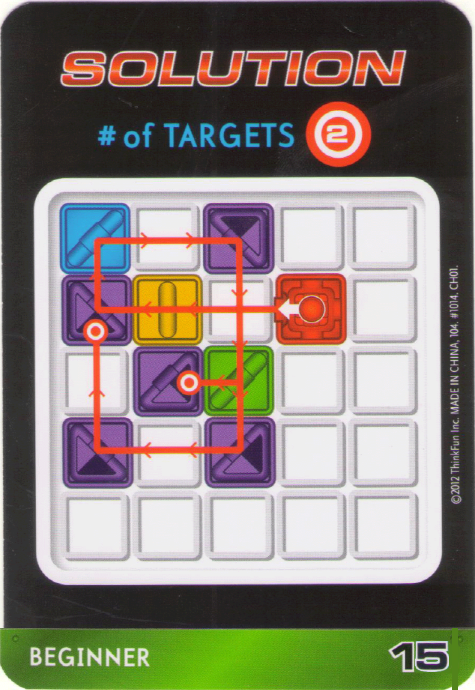 SOLUTION
# of TARGETS 2
©2012 ThinkFun Inc. MADE IN CHINA, 104. #1014. CH01.
BEGINNER
15